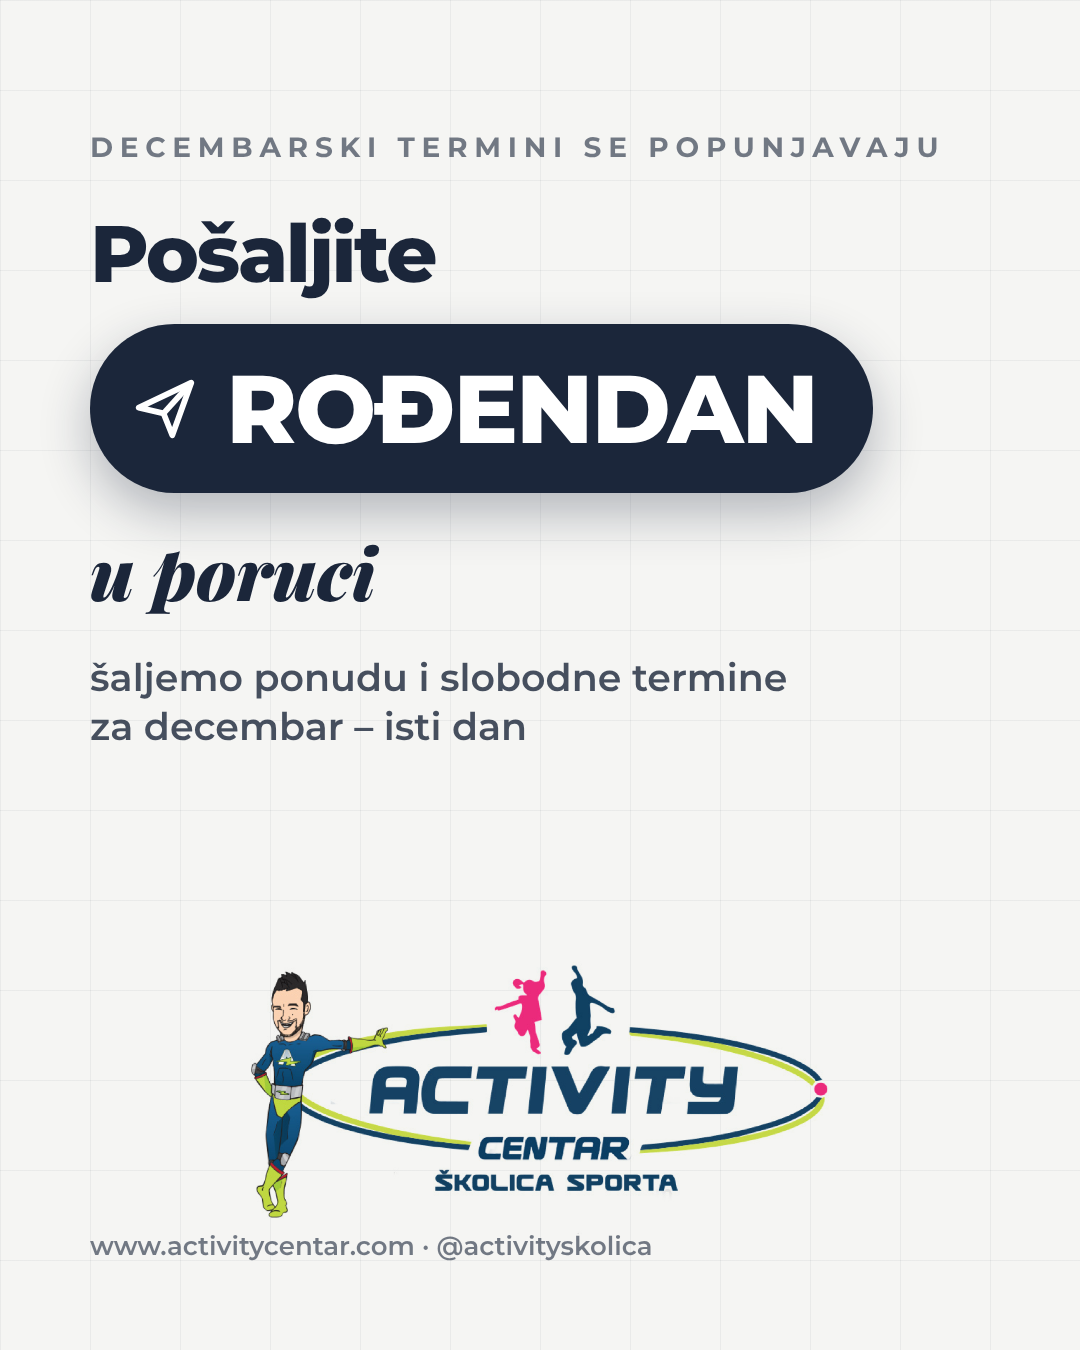 DECEMBARSKI TERMINI SE POPUNJAVAJU
Pošaljite
ROĐENDAN
u poruci
šaljemo ponudu i slobodne termine
za decembar – isti dan
ACTIVITY
CENTAR
ŠKOLICA SPORTA
www.activitycentar.com · @activityskolica